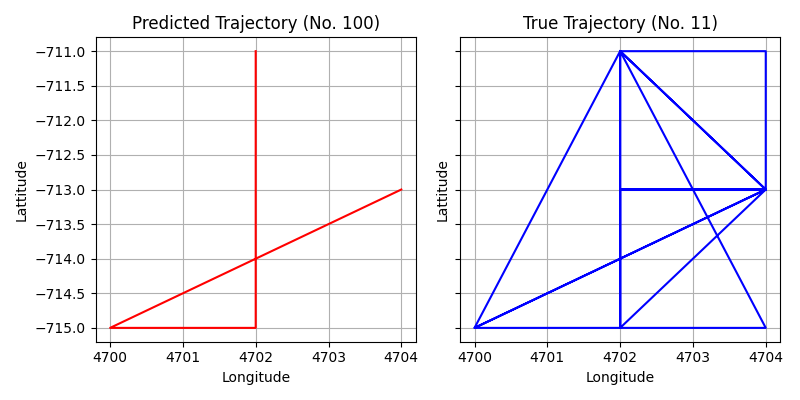 Predicted Trajectory (No. 100)
True Trajectory (No. 11)
−711.0
−711.5
−712.0
−712.5
−713.0
−713.5
−714.0
−714.5
−715.0
Lattitude
Lattitude
4700 4701 4702 4703 4704
4700 4701 4702 4703 4704
Longitude
Longitude